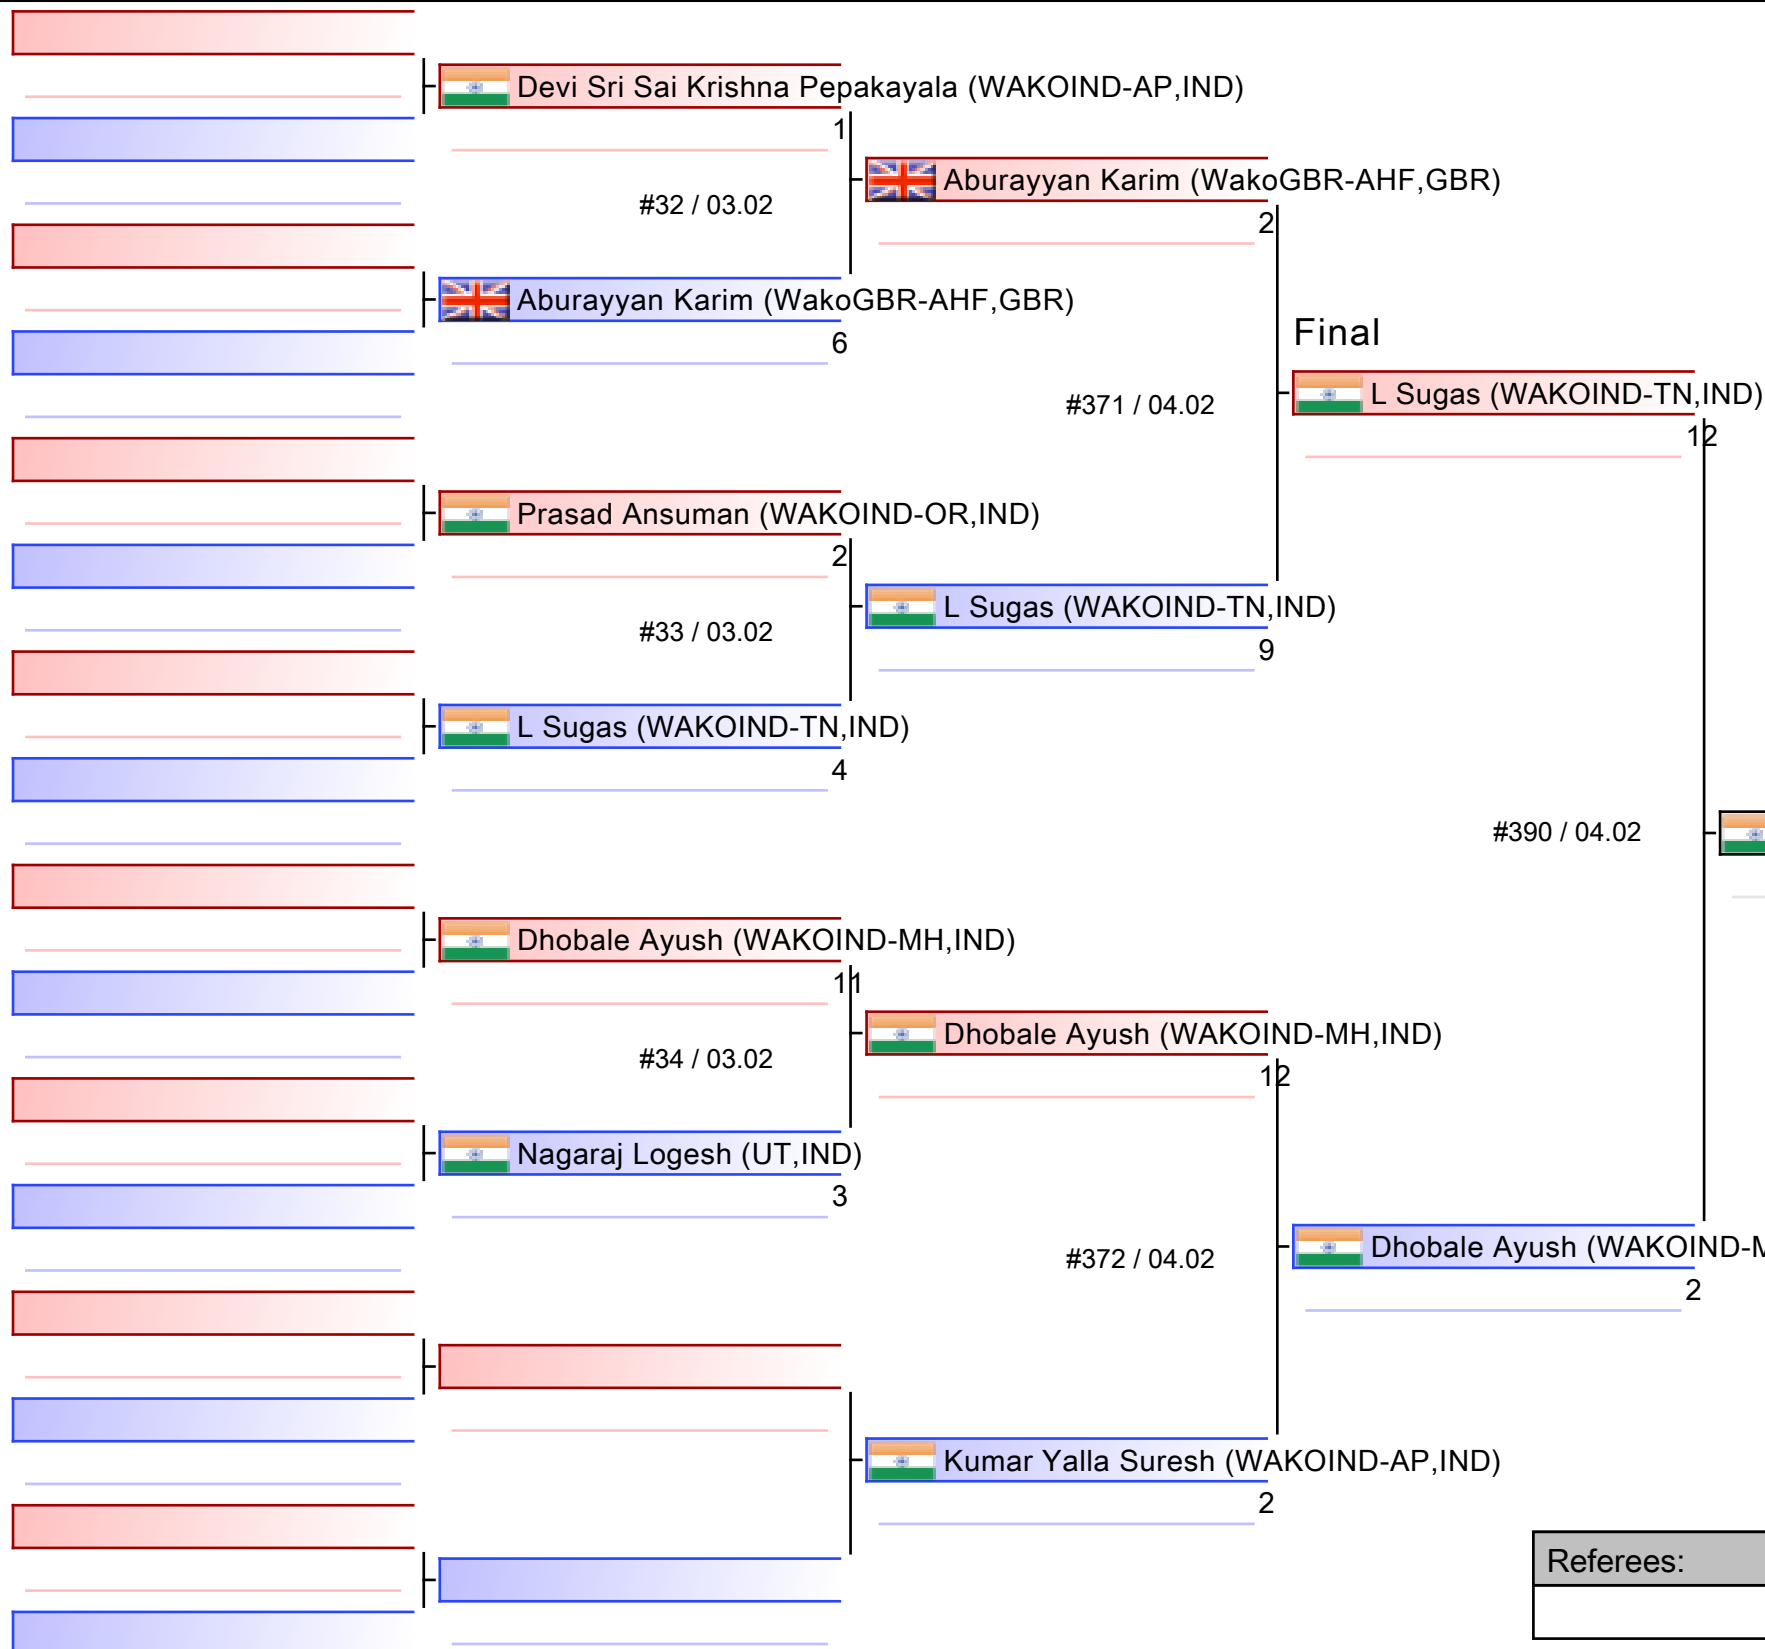 Devi Sri Sai Krishna Pepakayala (WAKOIND-AP,IND)
1
#32 / 03.02
Aburayyan Karim (WakoGBR-AHF,GBR)
6
Aburayyan Karim (WakoGBR-AHF,GBR)
2
#371 / 04.02
Prasad Ansuman (WAKOIND-OR,IND)
2
#33 / 03.02
L Sugas (WAKOIND-TN,IND)
4
L Sugas (WAKOIND-TN,IND)
9
Final
L Sugas (WAKOIND-TN,IND)
12
#390 / 04.02
Dhobale Ayush (WAKOIND-MH,IND)
11
#34 / 03.02
Nagaraj Logesh (UT,IND)
3
Dhobale Ayush (WAKOIND-MH,IND)
12
#372 / 04.02
Kumar Yalla Suresh (WAKOIND-AP,IND)
2
Dhobale Ayush (WAKOIND-
2
Referees: